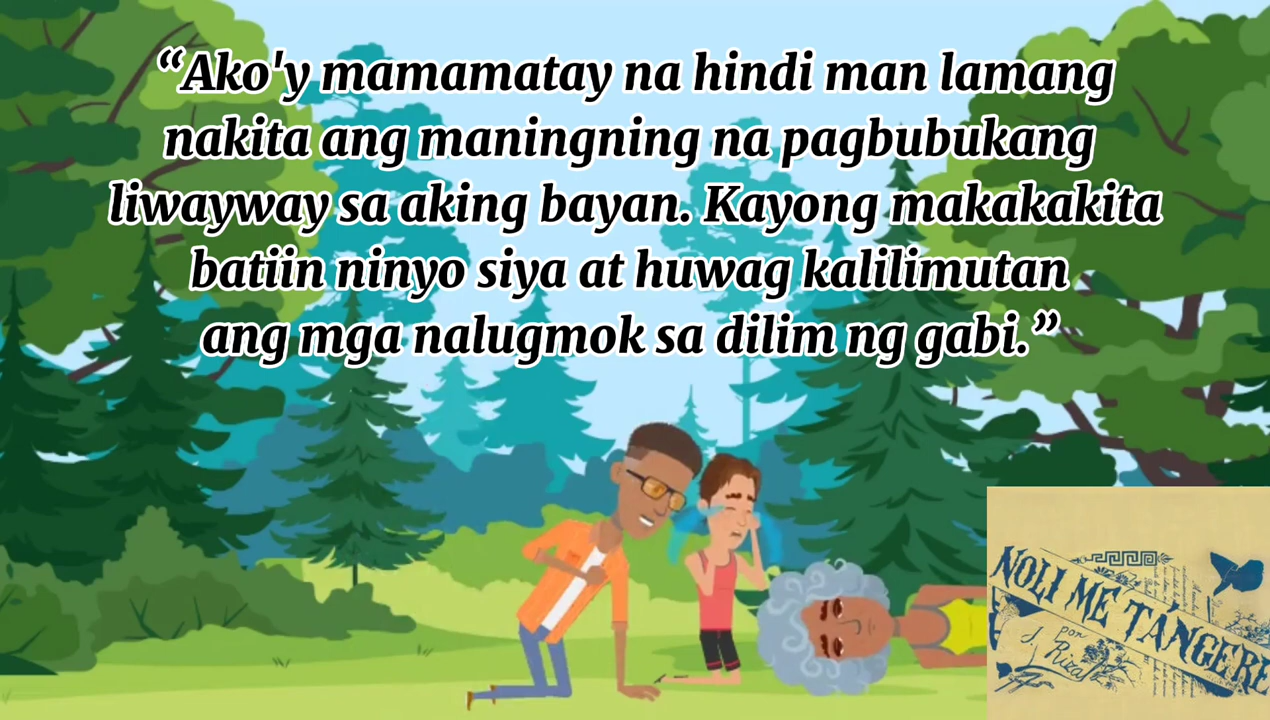 “Ako'y mamamatay na hindi man lamang
nakita ang maningning na pagbubukang
liwayway sa aking bayan. Kayong makakakita
batiin ninyo siya at huwag kalilimutan
ang mga nalugmok sa dilim ng gabi.”
NOLI ME TÁNGERE
por
J. Rizal